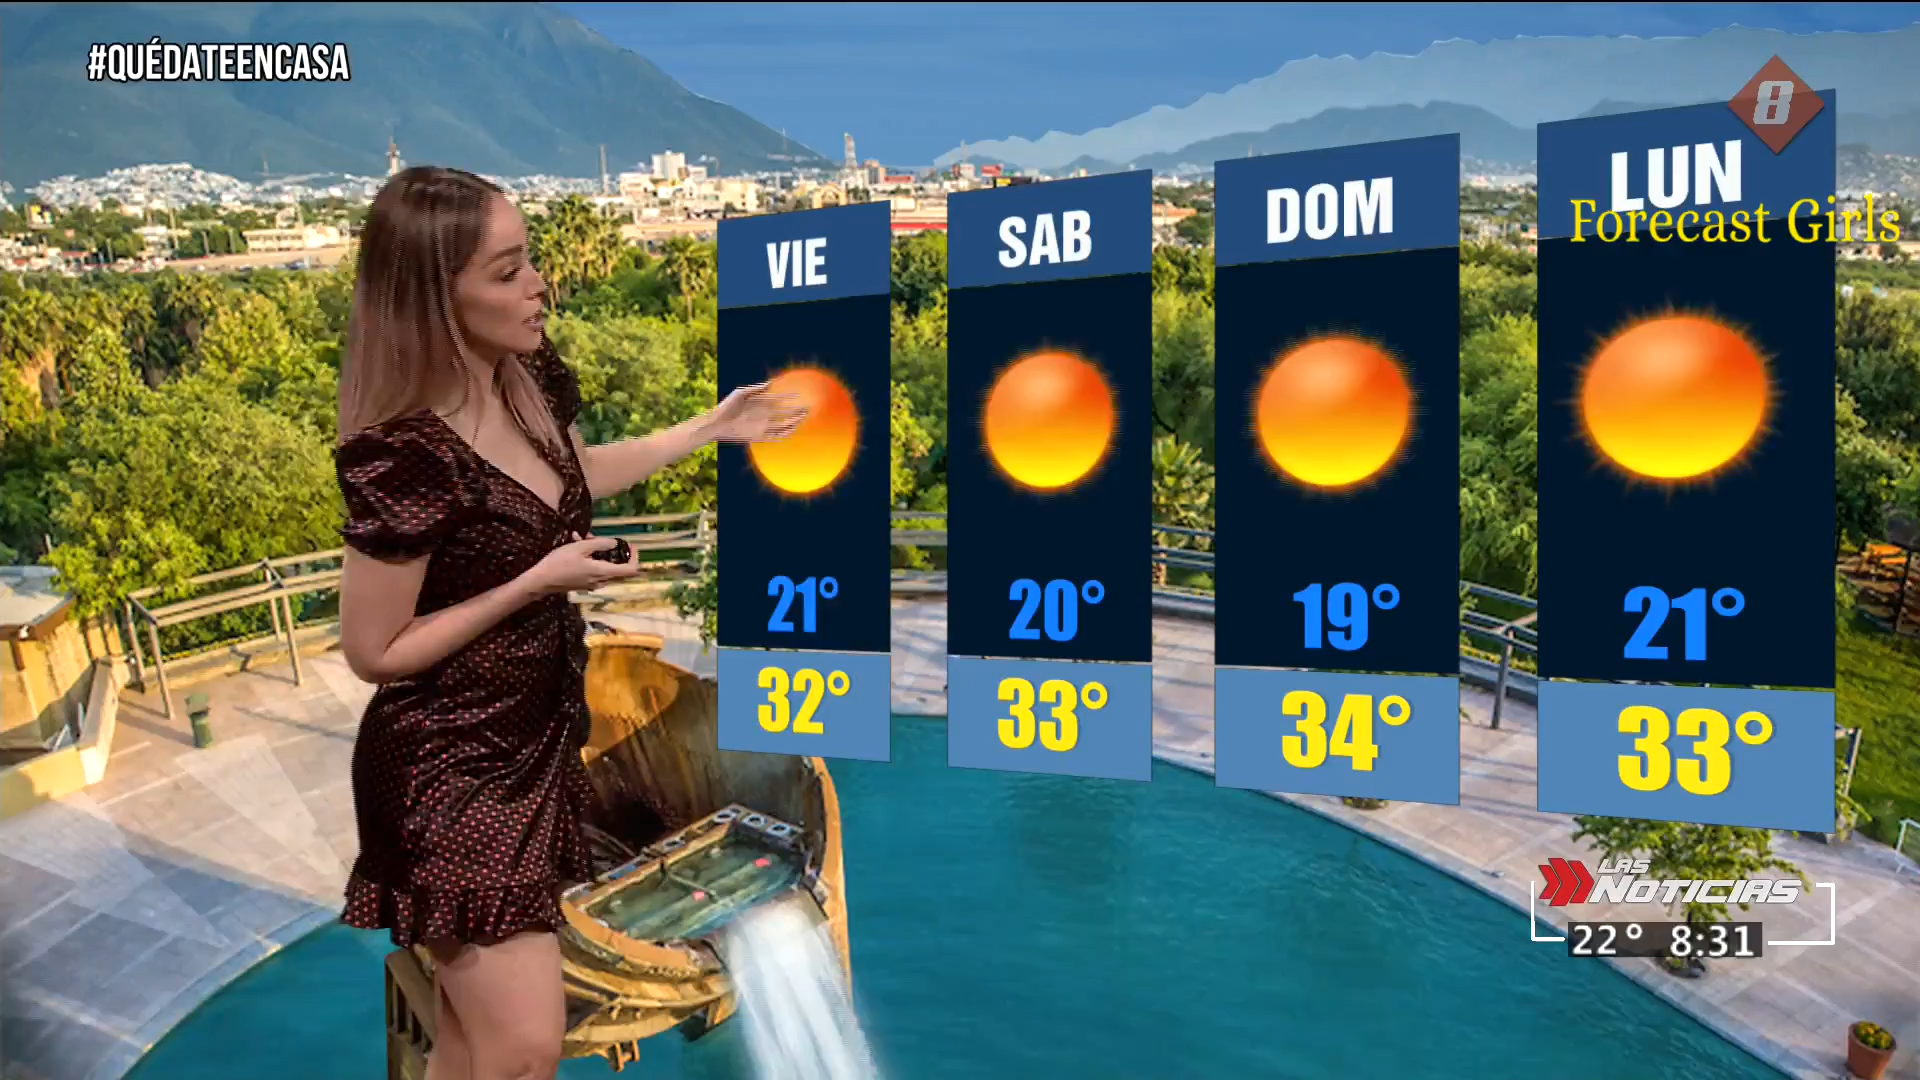 #QUÉDATEENCASA
8
VIE
SAB
DOM
LUN
Forecast Girls
21°
20°
19°
21°
32°
33°
34°
33°
LAS
NOTICIAS
22° 8:31